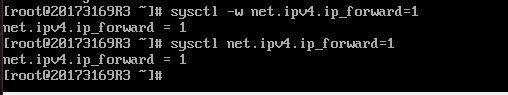 [root@20173169R3 ~]# sysctl -w net.ipv4.ip_forward=1
net.ipv4.ip_forward = 1
[root@20173169R3 ~]# sysctl net.ipv4.ip_forward=1
net.ipv4.ip_forward = 1
[root@20173169R3 ~]#